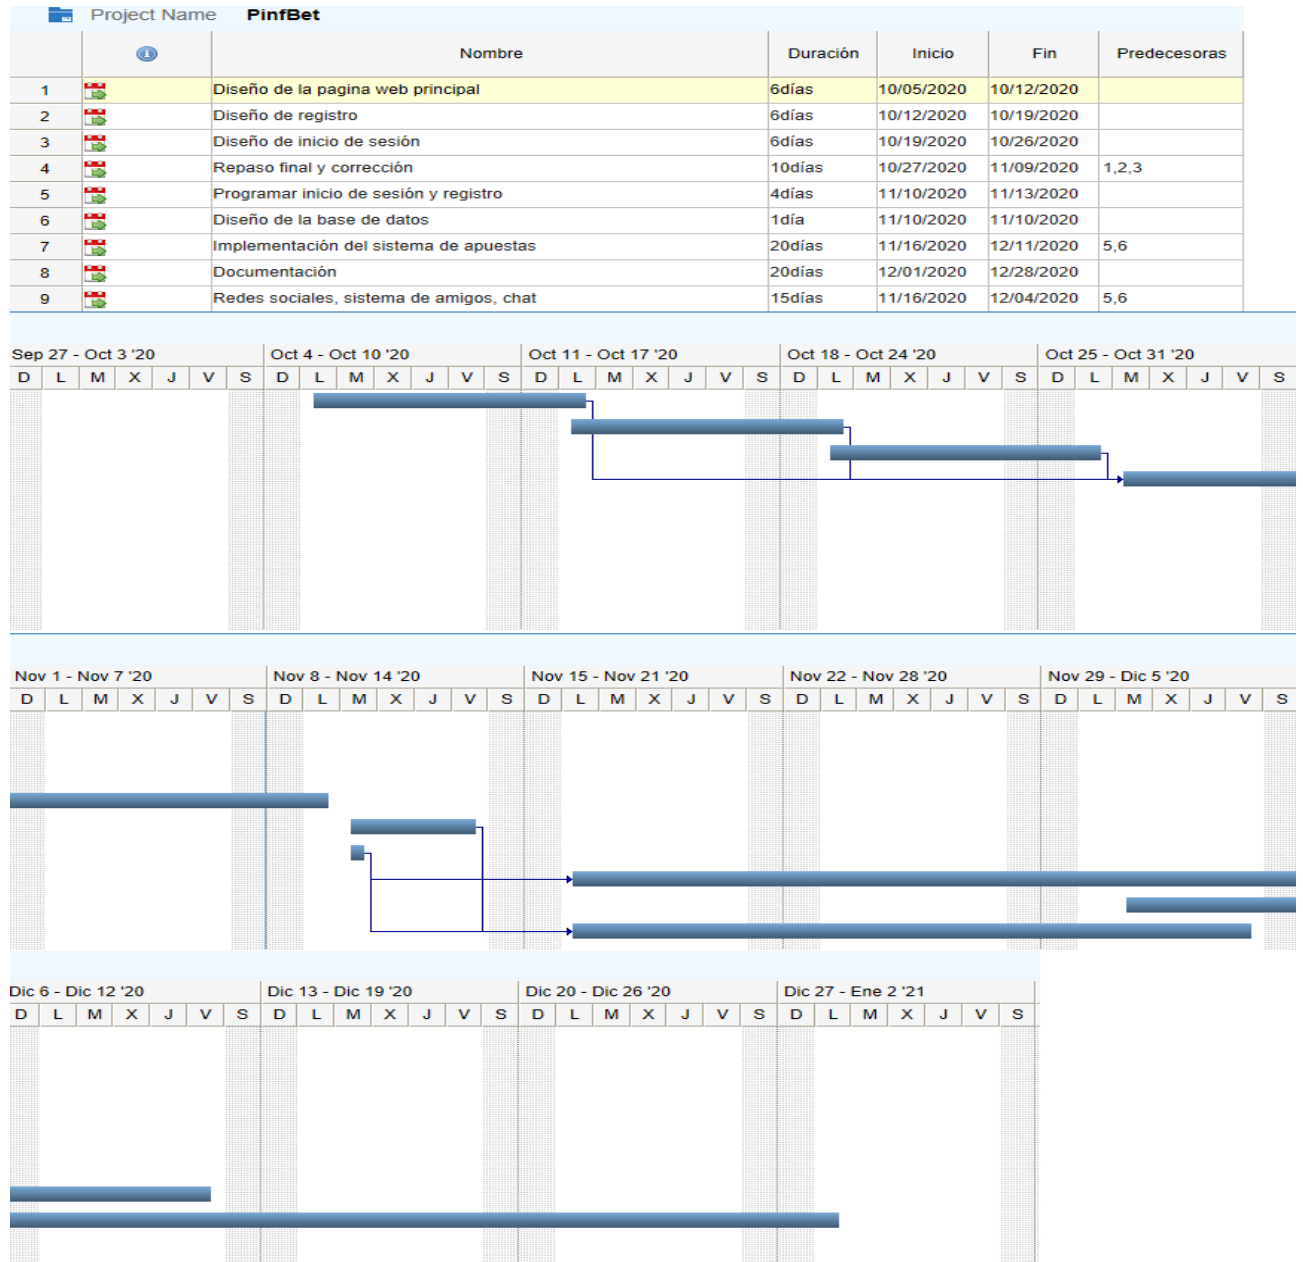 Project Name PinfBet
Nombre Duración Inicio Fin Predecesoras
1 Diseño de la pagina web principal 6días 10/05/2020 10/12/2020
2 Diseño de registro 6días 10/12/2020 10/19/2020
3 Diseño de inicio de sesión 6días 10/19/2020 10/26/2020
4 Repaso final y corrección 10días 10/27/2020 11/09/2020 1,2,3
5 Programar inicio de sesión y registro 4días 11/10/2020 11/13/2020
6 Diseño de la base de datos 1día 11/10/2020 11/10/2020
7 Implementación del sistema de apuestas 20días 11/16/2020 12/11/2020 5,6
8 Documentación 20días 12/01/2020 12/28/2020
9 Redes sociales, sistema de amigos, chat 15días 11/16/2020 12/04/2020 5,6
Sep 27 - Oct 3 '20 Oct 4 - Oct 10 '20 Oct 11 - Oct 17 '20 Oct 18 - Oct 24 '20 Oct 25 - Oct 31 '20
D L M X J V S D L M X J V S D L M X J V S D L M X J V S D L M X J V S
Nov 1 - Nov 7 '20 Nov 8 - Nov 14 '20 Nov 15 - Nov 21 '20 Nov 22 - Nov 28 '20 Nov 29 - Dic 5 '20
D L M X J V S D L M X J V S D L M X J V S D L M X J V S D L M X J V S
Dic 6 - Dic 12 '20 Dic 13 - Dic 19 '20 Dic 20 - Dic 26 '20 Dic 27 - Ene 2 '21
D L M X J V S D L M X J V S D L M X J V S D L M X J V S